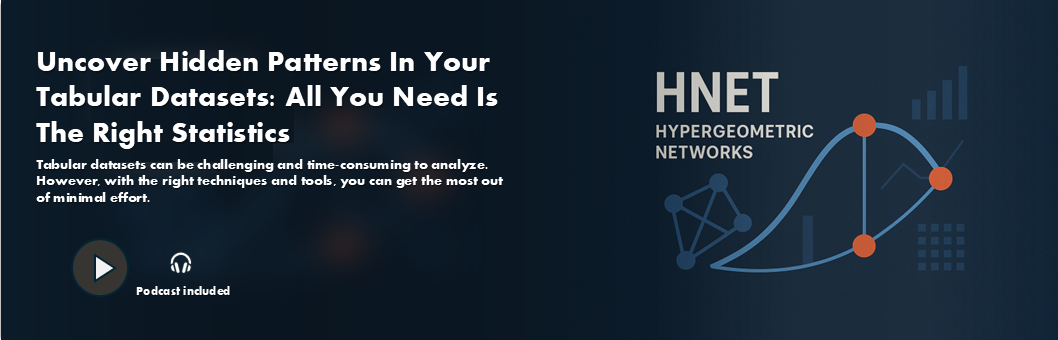 Uncover Hidden Patterns In Your
Tabular Datasets: All You Need Is
The Right Statistics
Tabular datasets can be challenging and time-consuming to analyze.
However, with the right techniques and tools, you can get the most out
of minimal effort.
Podcast included
HNET
HYPERGEOMETRIC
NETWORKS